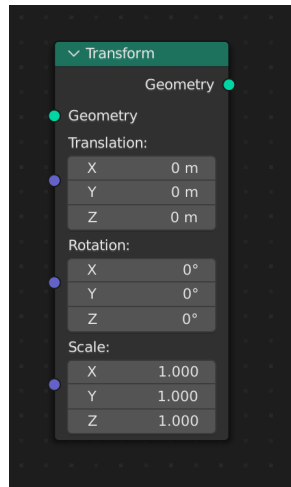 Transform
Geometry
Geometry
Translation:
X 0 m
Y 0 m
Z 0 m
Rotation:
X 0°
Y 0°
Z 0°
Scale:
X 1.000
Y 1.000
Z 1.000